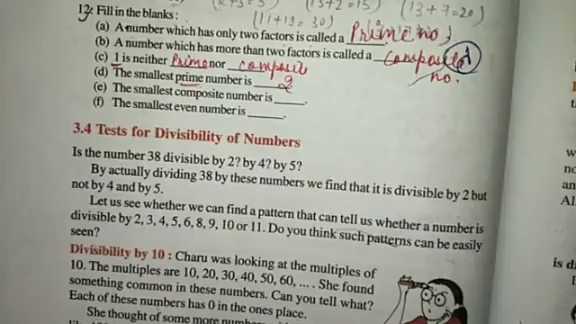 (13+2=15) (13+7=20)
(11+19=30)
12. Fill in the blanks :
(a) A number which has only two factors is called a Prime no)
(b) A number which has more than two factors is called a
(c) 1 is neither Prime nor composit
no.
(d) The smallest prime number is 2
(e) The smallest composite number is ______.
(f) The smallest even number is ______.
3.4 Tests for Divisibility of Numbers
Is the number 38 divisible by 2? by 4? by 5?
By actually dividing 38 by these numbers we find that it is divisible by 2 but
not by 4 and by 5.
Let us see whether we can find a pattern that can tell us whether a number is
divisible by 2, 3, 4, 5, 6, 8, 9, 10 or 11. Do you think such patterns can be easily
seen?
Divisibility by 10 : Charu was looking at the multiples of
10. The multiples are 10, 20, 30, 40, 50, 60, ... . She found
something common in these numbers. Can you tell what?
Each of these numbers has 0 in the ones place.
She thought of some more
is di